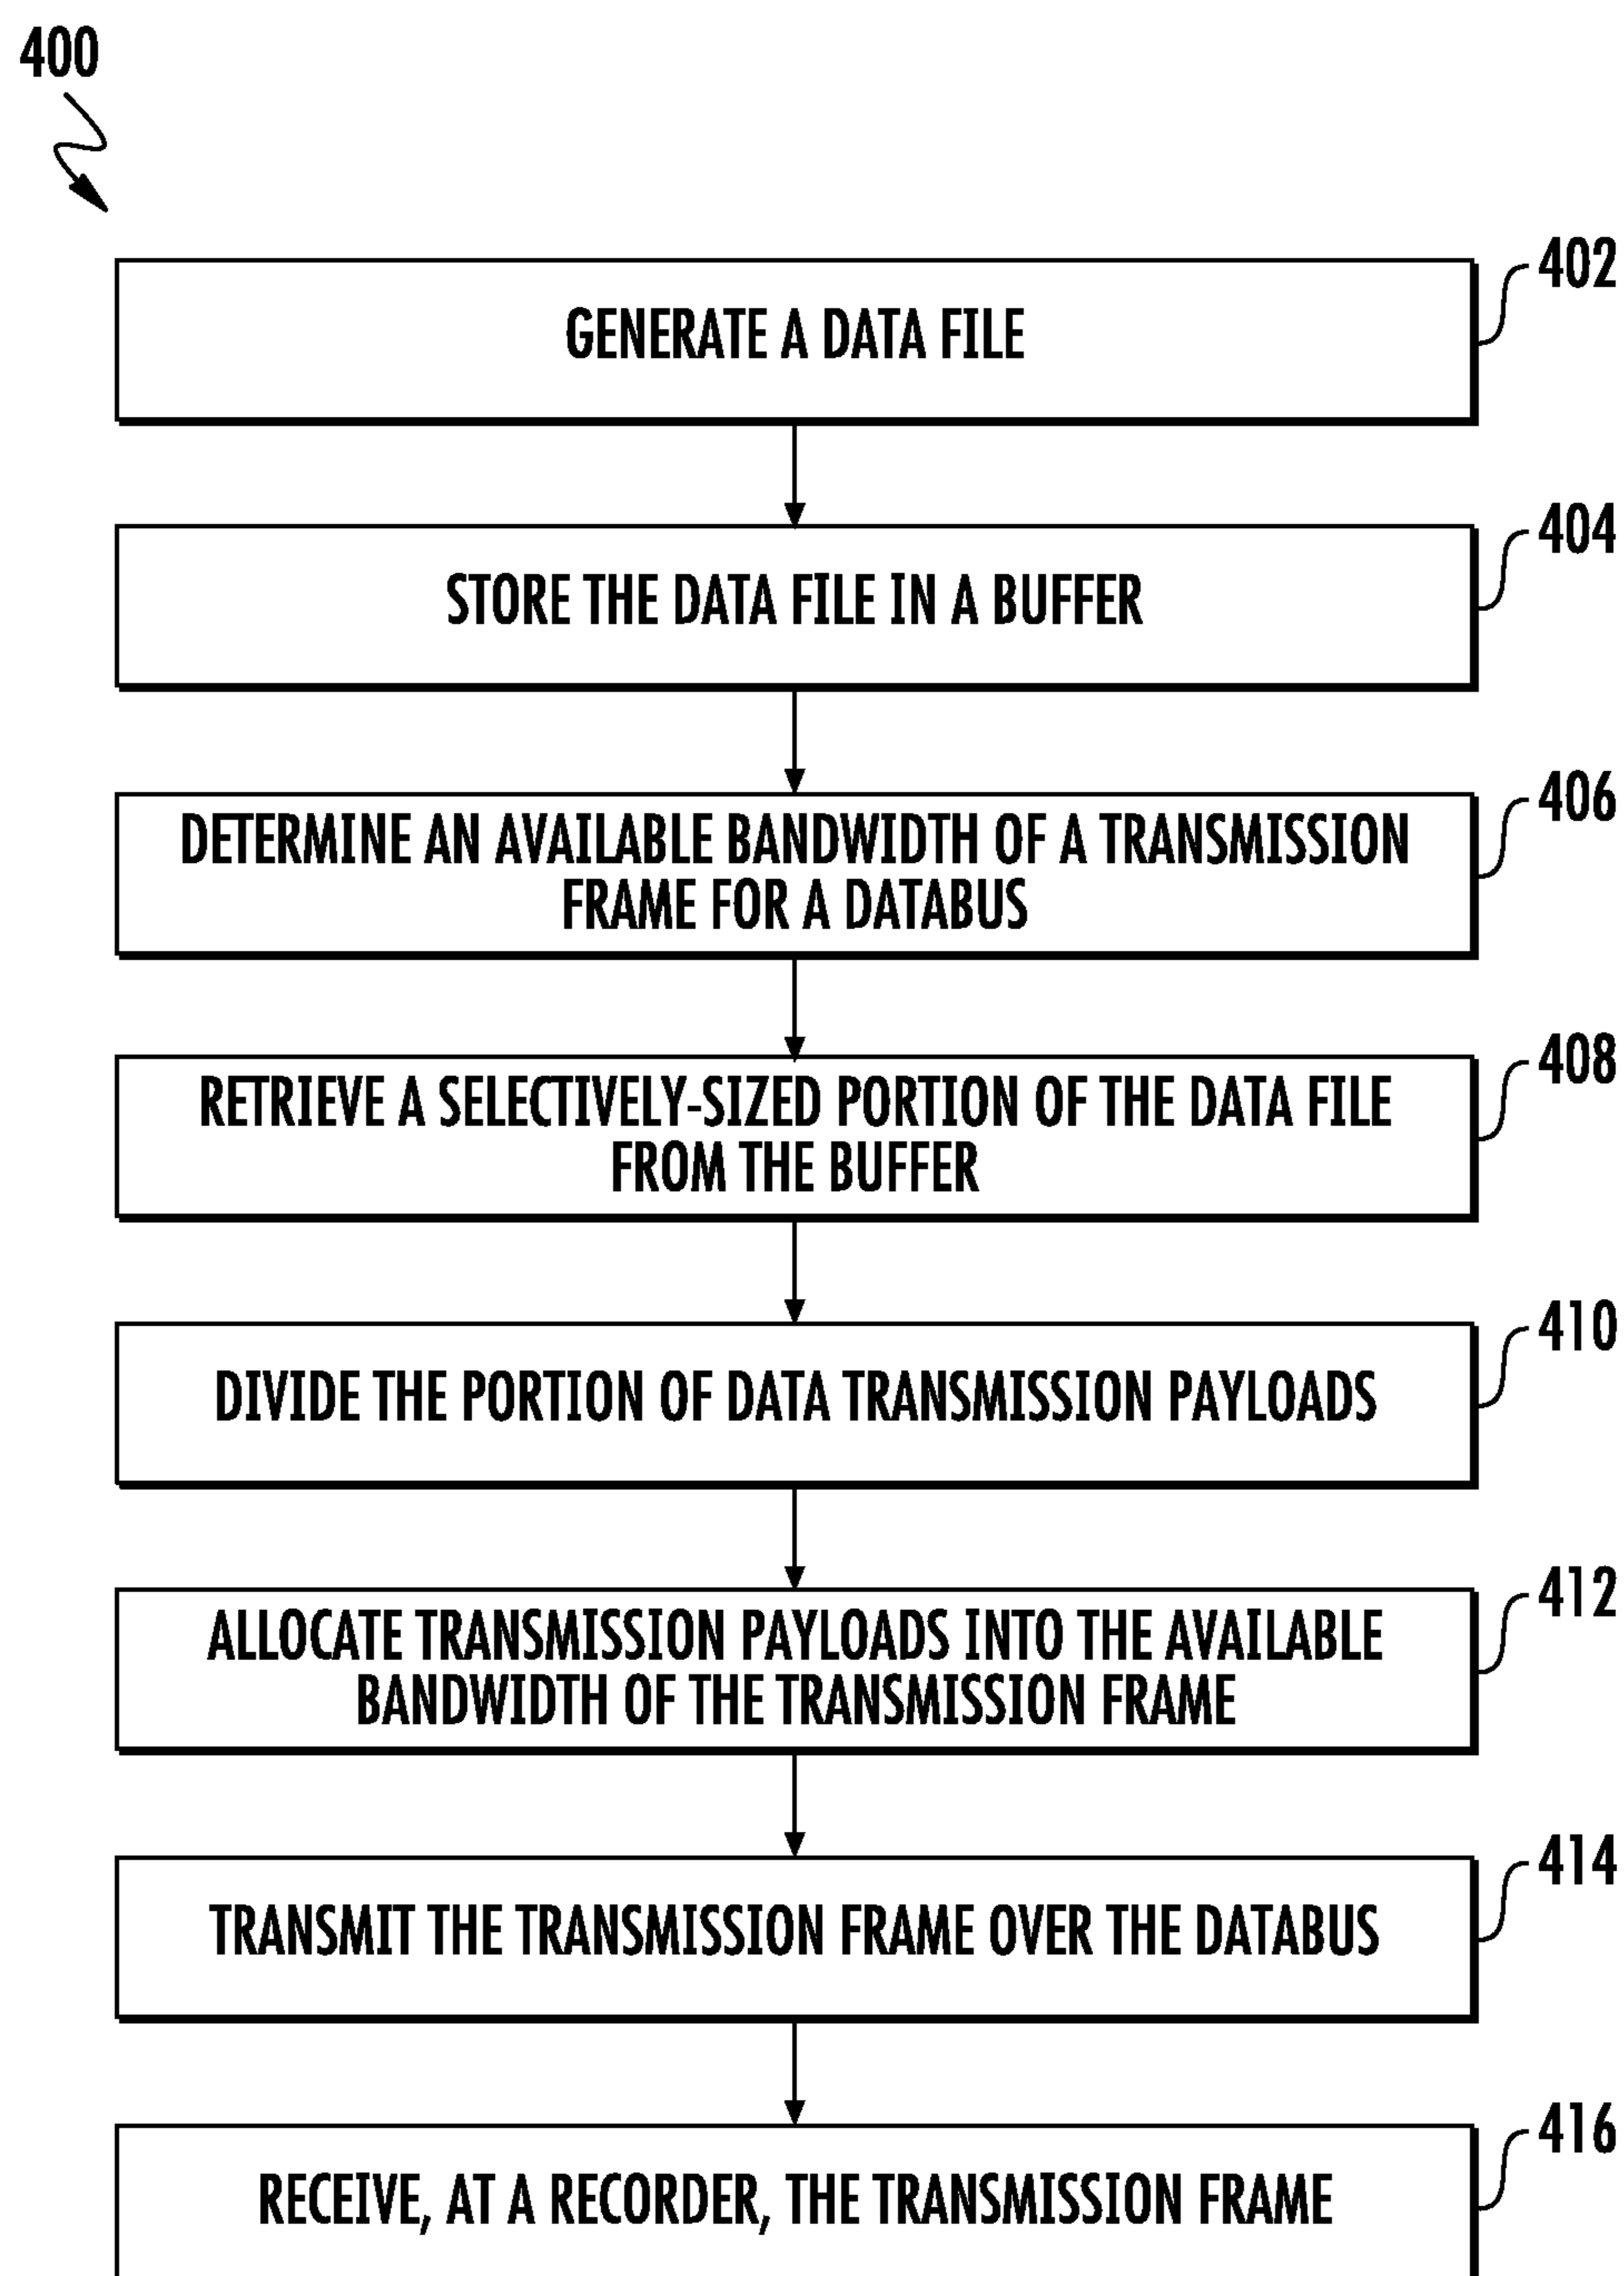 400
402
GENERATE A DATA FILE
404
STORE THE DATA FILE IN A BUFFER
406
DETERMINE AN AVAILABLE BANDWIDTH OF A TRANSMISSION
FRAME FOR A DATABUS
408
RETRIEVE A SELECTIVELY-SIZED PORTION OF THE DATA FILE
FROM THE BUFFER
410
DIVIDE THE PORTION OF DATA TRANSMISSION PAYLOADS
412
ALLOCATE TRANSMISSION PAYLOADS INTO THE AVAILABLE
BANDWIDTH OF THE TRANSMISSION FRAME
414
TRANSMIT THE TRANSMISSION FRAME OVER THE DATABUS
416
RECEIVE, AT A RECORDER, THE TRANSMISSION FRAME